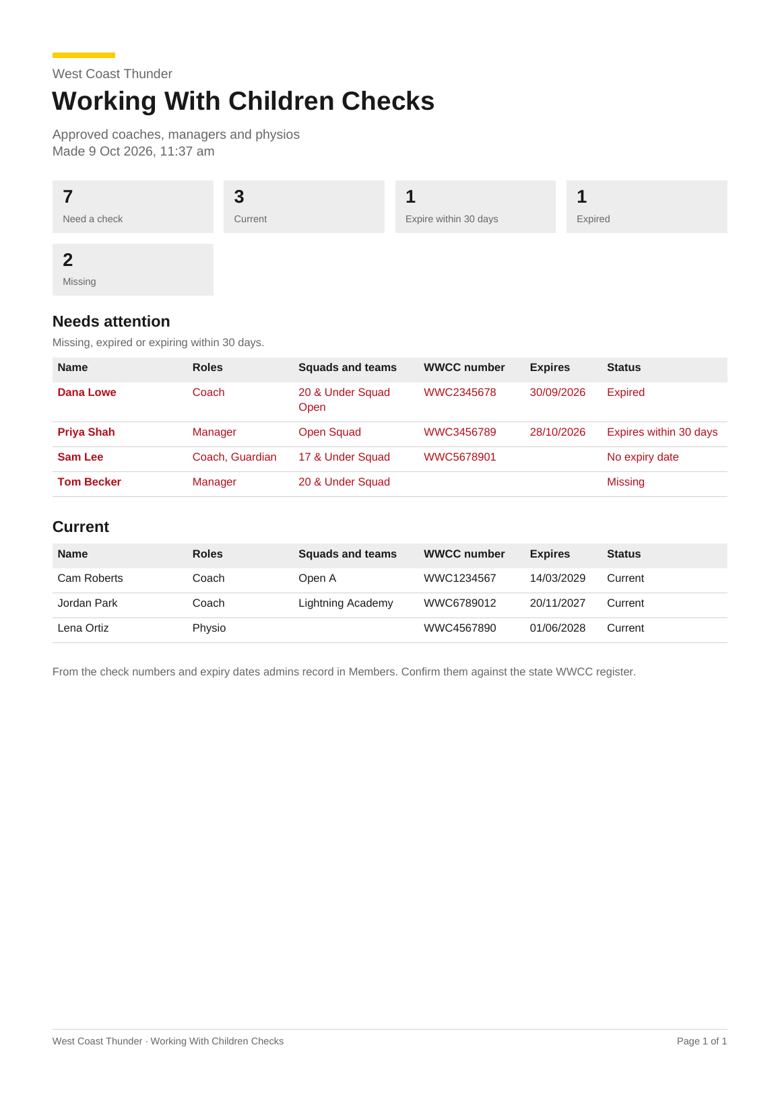 West Coast Thunder
Working With Children Checks
Approved coaches, managers and physios
Made 9 Oct 2026, 11:37 am
7
Need a check
3
Current
1
Expire within 30 days
1
Expired
2
Missing
Needs attention
Missing, expired or expiring within 30 days.
Name Roles Squads and teams WWCC number Expires Status
Dana Lowe Coach 20 & Under Squad WWC2345678 30/09/2026 Expired
Open
Priya Shah Manager Open Squad WWC3456789 28/10/2026 Expires within 30 days
Sam Lee Coach, Guardian 17 & Under Squad WWC5678901 No expiry date
Tom Becker Manager 20 & Under Squad Missing
Current
Name Roles Squads and teams WWCC number Expires Status
Cam Roberts Coach Open A WWC1234567 14/03/2029 Current
Jordan Park Coach Lightning Academy WWC6789012 20/11/2027 Current
Lena Ortiz Physio WWC4567890 01/06/2028 Current
From the check numbers and expiry dates admins record in Members. Confirm them against the state WWCC register.
West Coast Thunder · Working With Children Checks Page 1 of 1